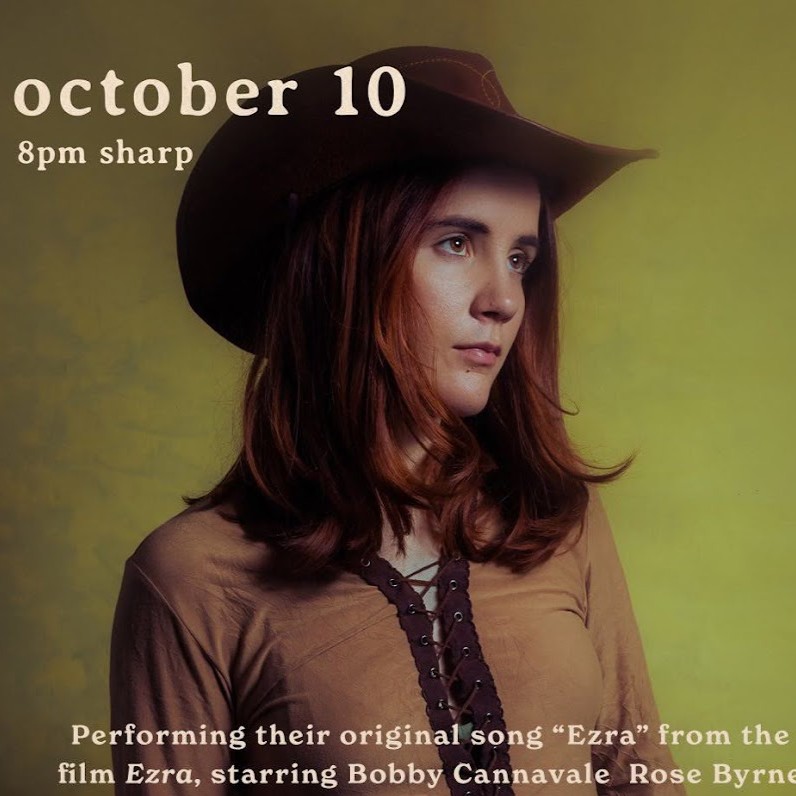 october 10
8pm sharp
Performing their original song “Ezra” from the
film Ezra, starring Bobby Cannavale Rose Byrne